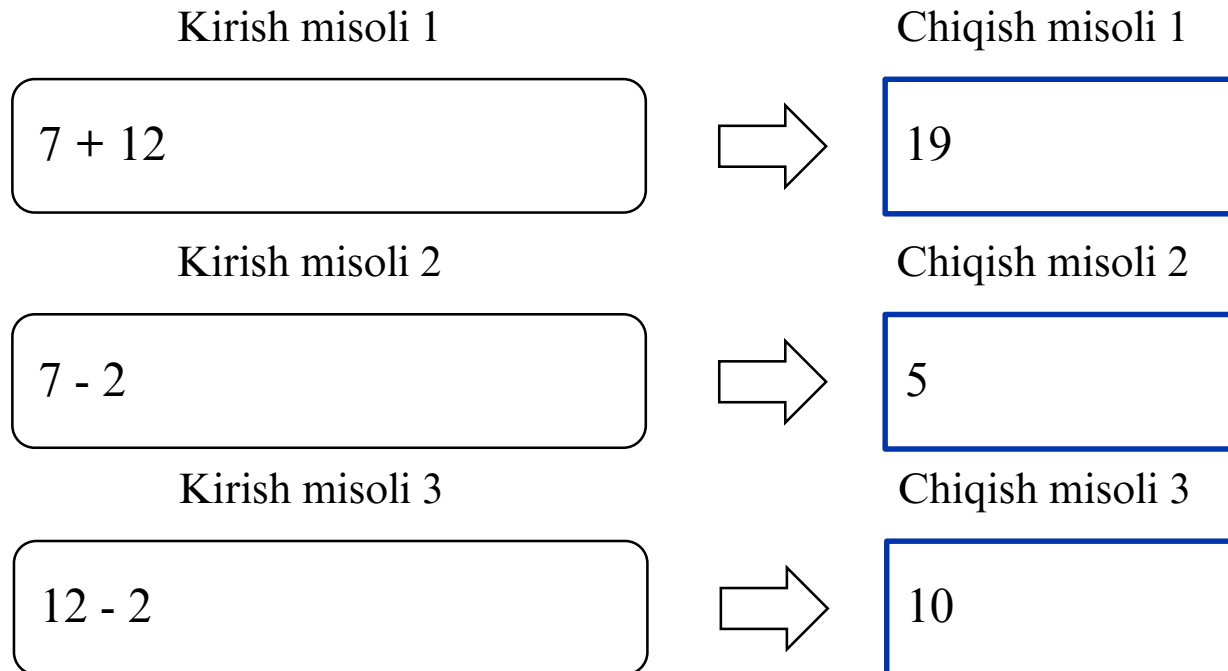 Kirish misoli 1 Chiqish misoli 1
7 + 12 19
Kirish misoli 2 Chiqish misoli 2
7 - 2 5
Kirish misoli 3 Chiqish misoli 3
12 - 2 10